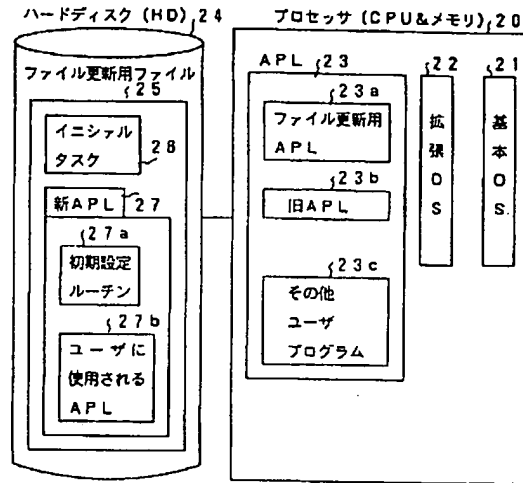 ハードディスク(HD) 24
ファイル更新用ファイル
25
イニシャル
タスク 28
新APL 27
27a
初期設定
ルーチン
27b
ユーザに
使用される
APL
プロセッサ(CPU&メモリ) 20
APL 23
23a
ファイル更新用
APL
23b
旧APL
23c
その他
ユーザ
プログラム
22
拡張OS
21
基本OS